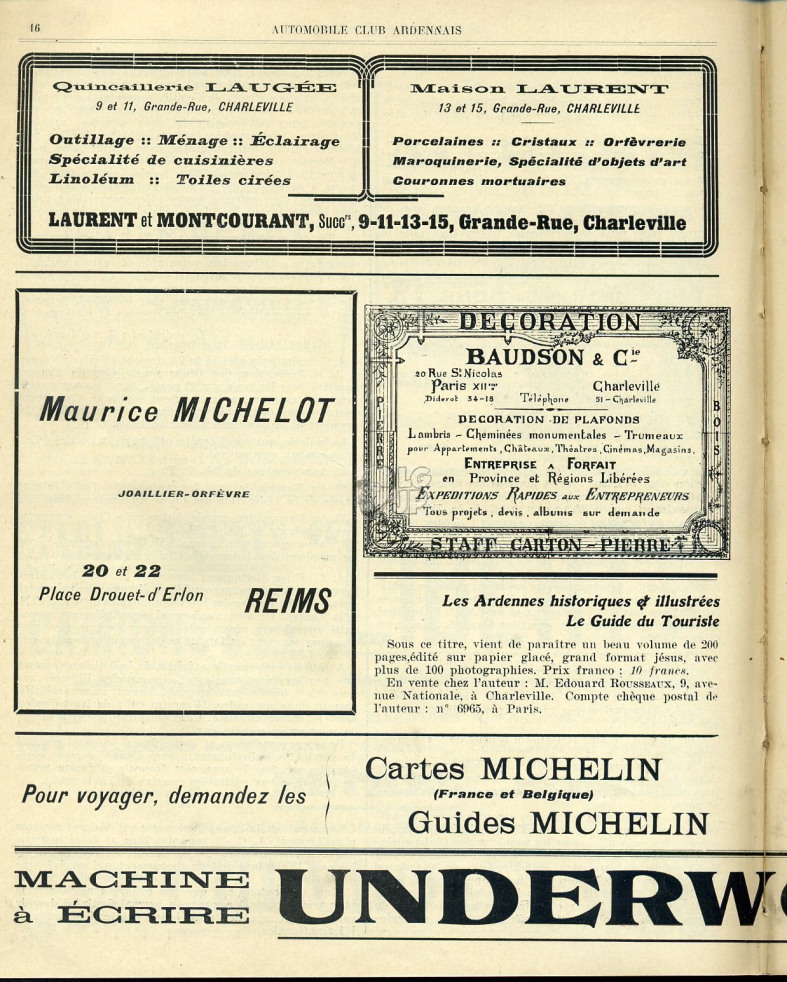 16
AUTOMOBILE CLUB ARDENNAIS
Quincaillerie LAUGÉE
9 et 11, Grande-Rue, CHARLEVILLE
Outillage :: Ménage :: Éclairage
Spécialité de cuisinières
Linoléum :: Toiles cirées
Maison LAURENT
13 et 15, Grande-Rue, CHARLEVILLE
Porcelaines :: Cristaux :: Orfèvrerie
Maroquinerie, Spécialité d'objets d'art
Couronnes mortuaires
LAURENT et MONTCOURANT, Succrs, 9-11-13-15, Grande-Rue, Charleville
Maurice MICHELOT
JOAILLIER-ORFÈVRE
20 et 22
Place Drouet-d'Erlon
REIMS
DECORATION
BAUDSON & Cie
20 Rue St Nicolas
Paris XIIme
Charleville
Diderot 34-18 Téléphone 51-Charleville
DECORATION DE PLAFONDS
Lambris - Cheminées monumentales - Trumeaux
pour Appartements, Châteaux, Théatres, Cinémas, Magasins.
ENTREPRISE A FORFAIT
en Province et Régions Libérées
EXPEDITIONS RAPIDES AUX ENTREPRENEURS
Tous projets, devis, albums sur demande
PIERRE
BOIS
STAFF CARTON-PIERRE
Les Ardennes historiques & illustrées
Le Guide du Touriste
Sous ce titre, vient de paraître un beau volume de 200
pages,édité sur papier glacé, grand format jésus, avec
plus de 100 photographies. Prix franco : 10 francs.
En vente chez l'auteur : M. Edouard ROUSSEAUX, 9, ave-
nue Nationale, à Charleville. Compte chèque postal de
l'auteur : n° 6965, à Paris.
Pour voyager, demandez les
Cartes MICHELIN
(France et Belgique)
Guides MICHELIN
MACHINE
à ÉCRIRE
UNDERWO